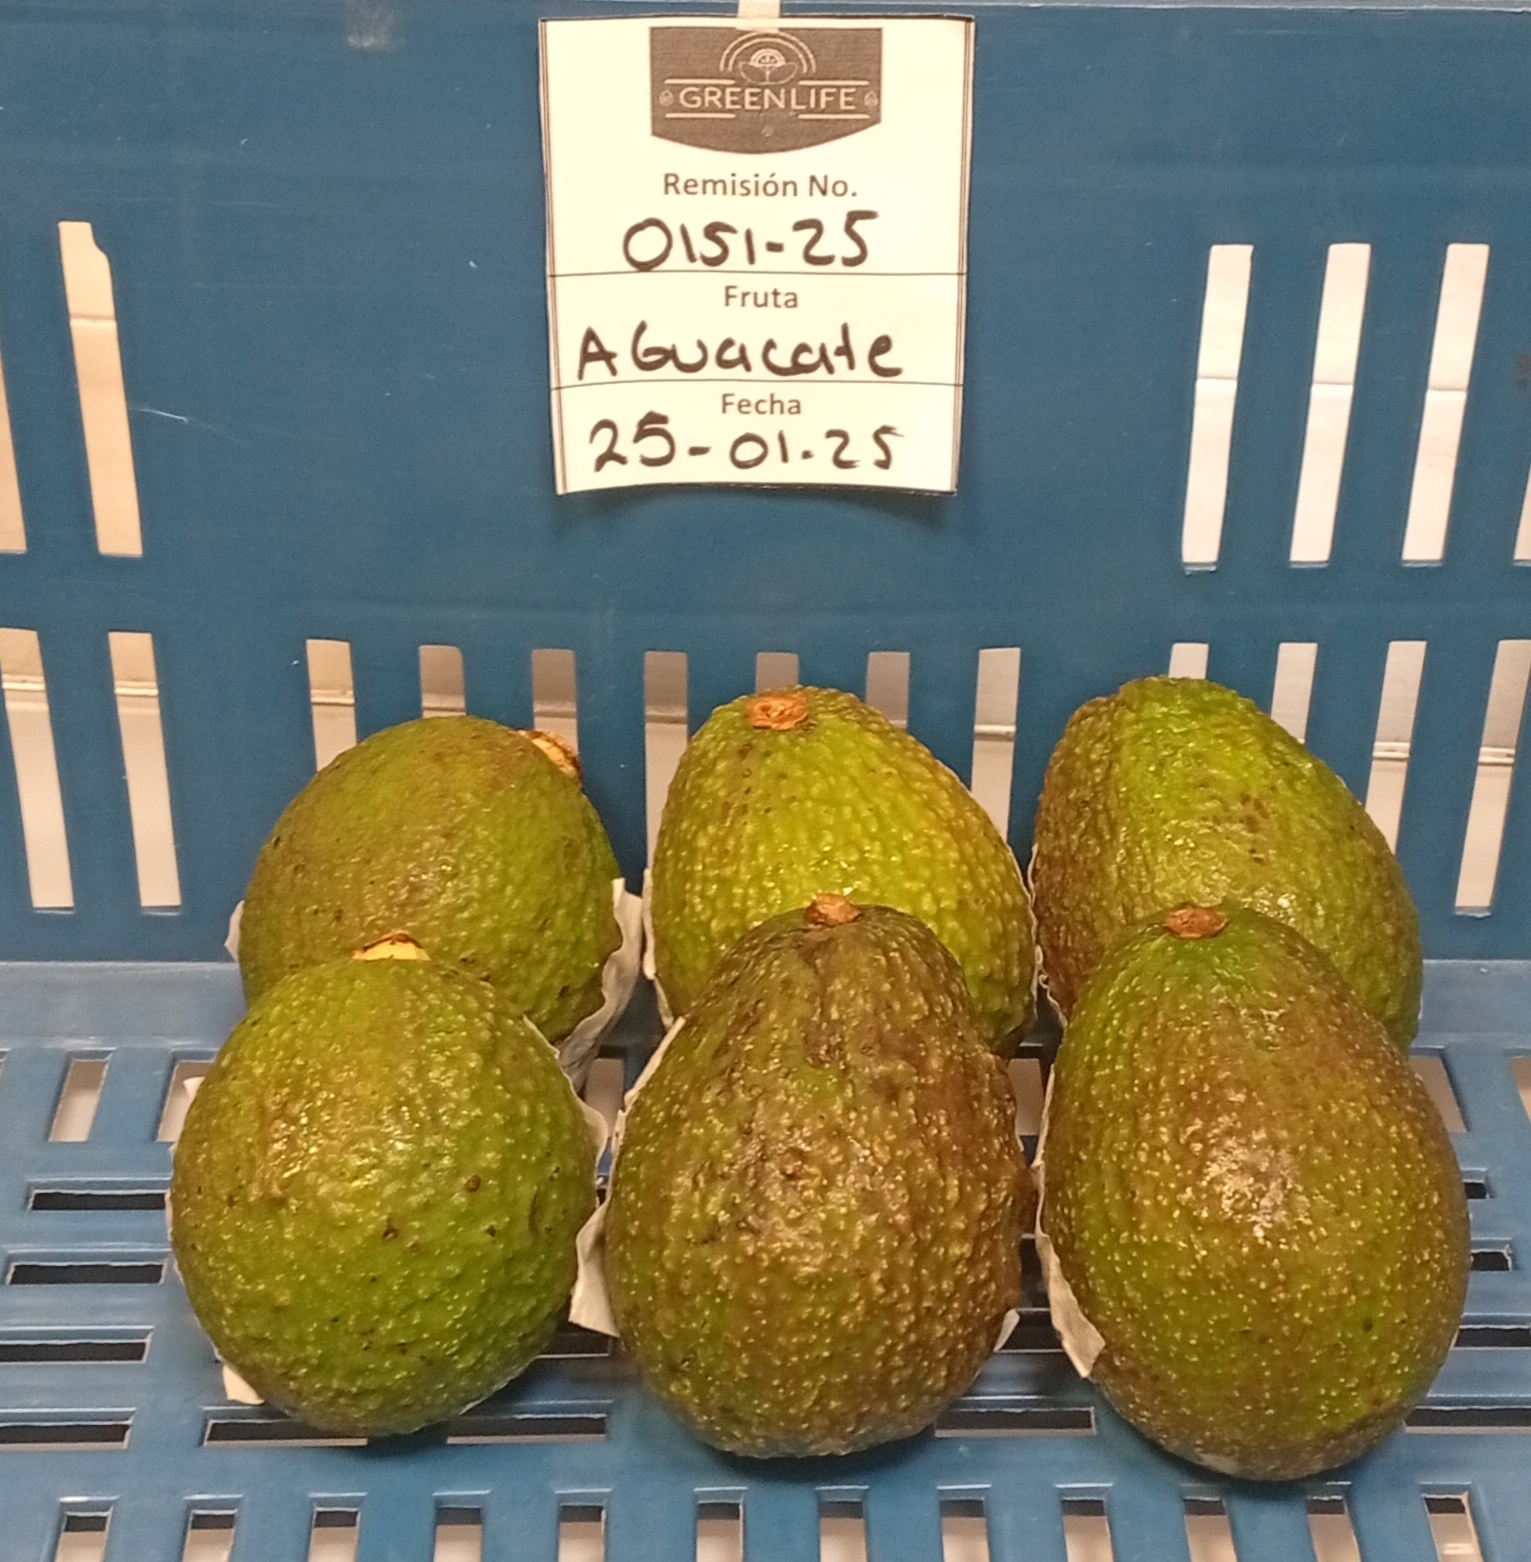 GREENLIFE
Remisión No.
0151-25
Fruta
AGuacate
Fecha
25-01.25